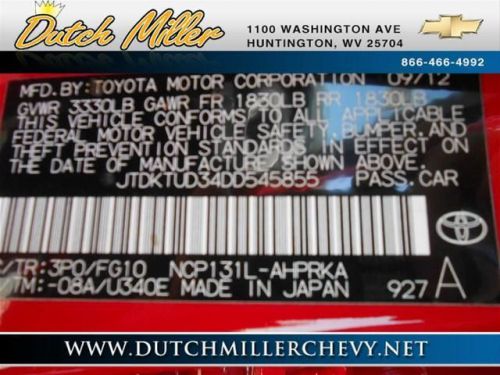 Dutch Miller
1100 WASHINGTON AVE
HUNTINGTON, WV 25704
866-466-4992
MFD. BY: TOYOTA MOTOR CORPORATION 09/12
GVWR 3330LB GAWR FR 1830LB RR 1830LB
THIS VEHICLE CONFORMS TO ALL APPLICABLE
FEDERAL MOTOR VEHICLE SAFETY, BUMPER, AND
THEFT PREVENTION STANDARDS IN EFFECT ON
THE DATE OF MANUFACTURE SHOWN ABOVE.
JTDKTUD34DD545855 PASS. CAR
C/TR: 3P0/FG10 NCP131L-AHPRKA
TM: -08A/U340E MADE IN JAPAN 927 A
WWW.DUTCHMILLERCHEVY.NET